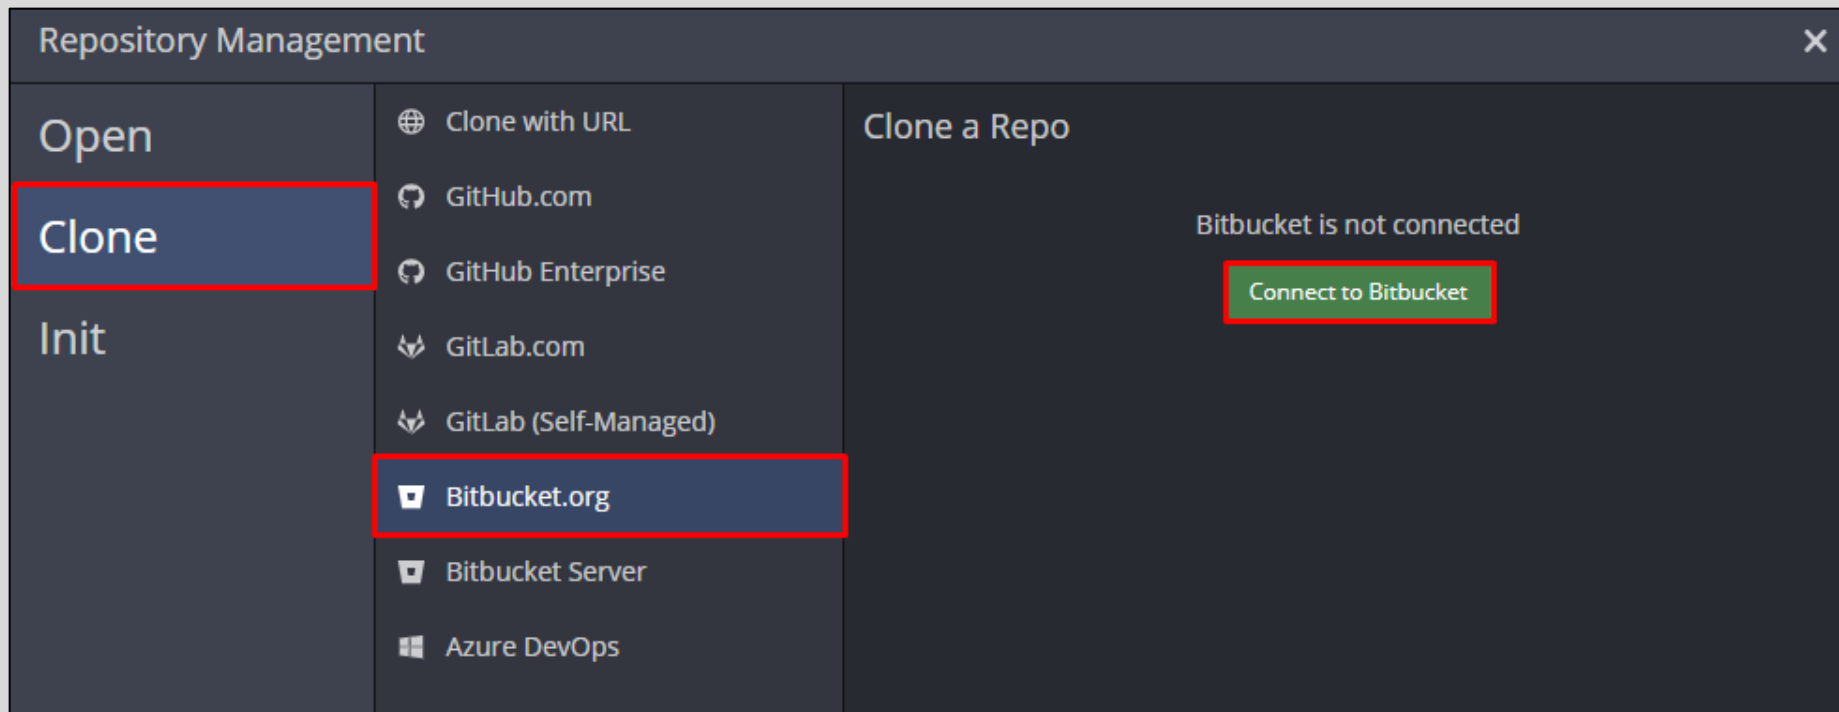 Repository Management
Open
Clone
Init
Clone with URL
GitHub.com
GitHub Enterprise
GitLab.com
GitLab (Self-Managed)
Bitbucket.org
Bitbucket Server
Azure DevOps
Clone a Repo
Bitbucket is not connected
Connect to Bitbucket